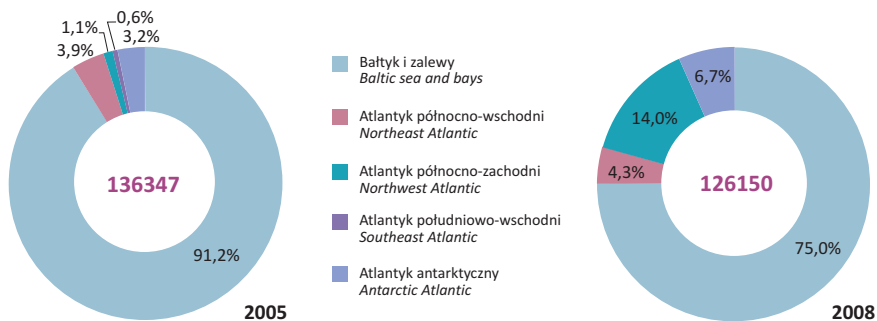 0,6%
1,1%
3,2%
3,9%
136347
91,2%
2005
Bałtyk i zalewy
Baltic sea and bays
Atlantyk północno-wschodni
Northeast Atlantic
Atlantyk północno-zachodni
Northwest Atlantic
Atlantyk południowo-wschodni
Southeast Atlantic
Atlantyk antarktyczny
Antarctic Atlantic
6,7%
14,0%
4,3%
126150
75,0%
2008